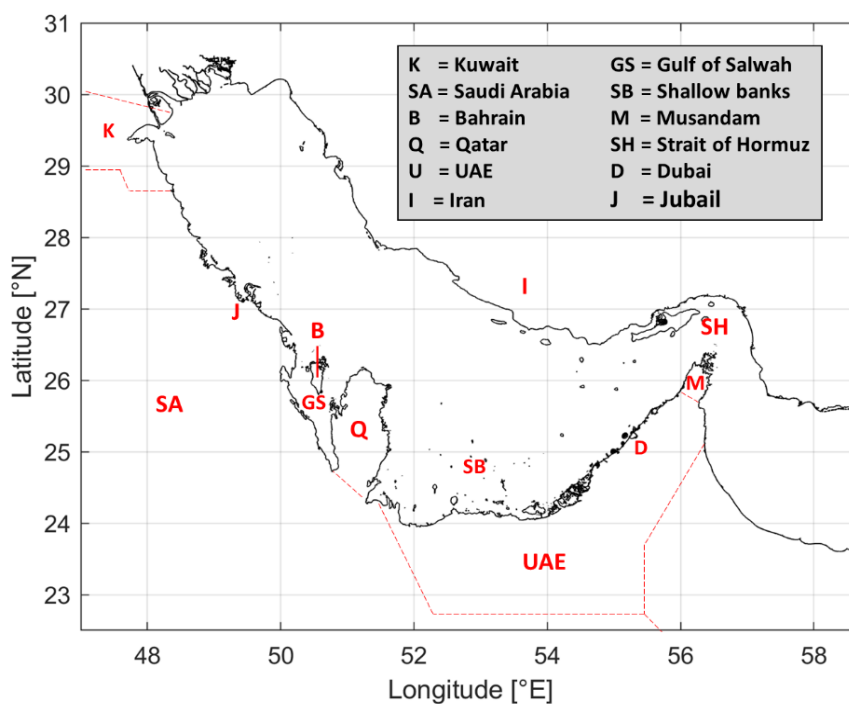 31
30
29
28
27
26
25
24
23
Latitude [°N]
48
50
52
54
56
58
Longitude [°E]
K = Kuwait
SA = Saudi Arabia
B = Bahrain
Q = Qatar
U = UAE
I = Iran
GS = Gulf of Salwah
SB = Shallow banks
M = Musandam
SH = Strait of Hormuz
D = Dubai
J = Jubail
K
I
J
B
SH
SA
GS
M
Q
D
SB
UAE